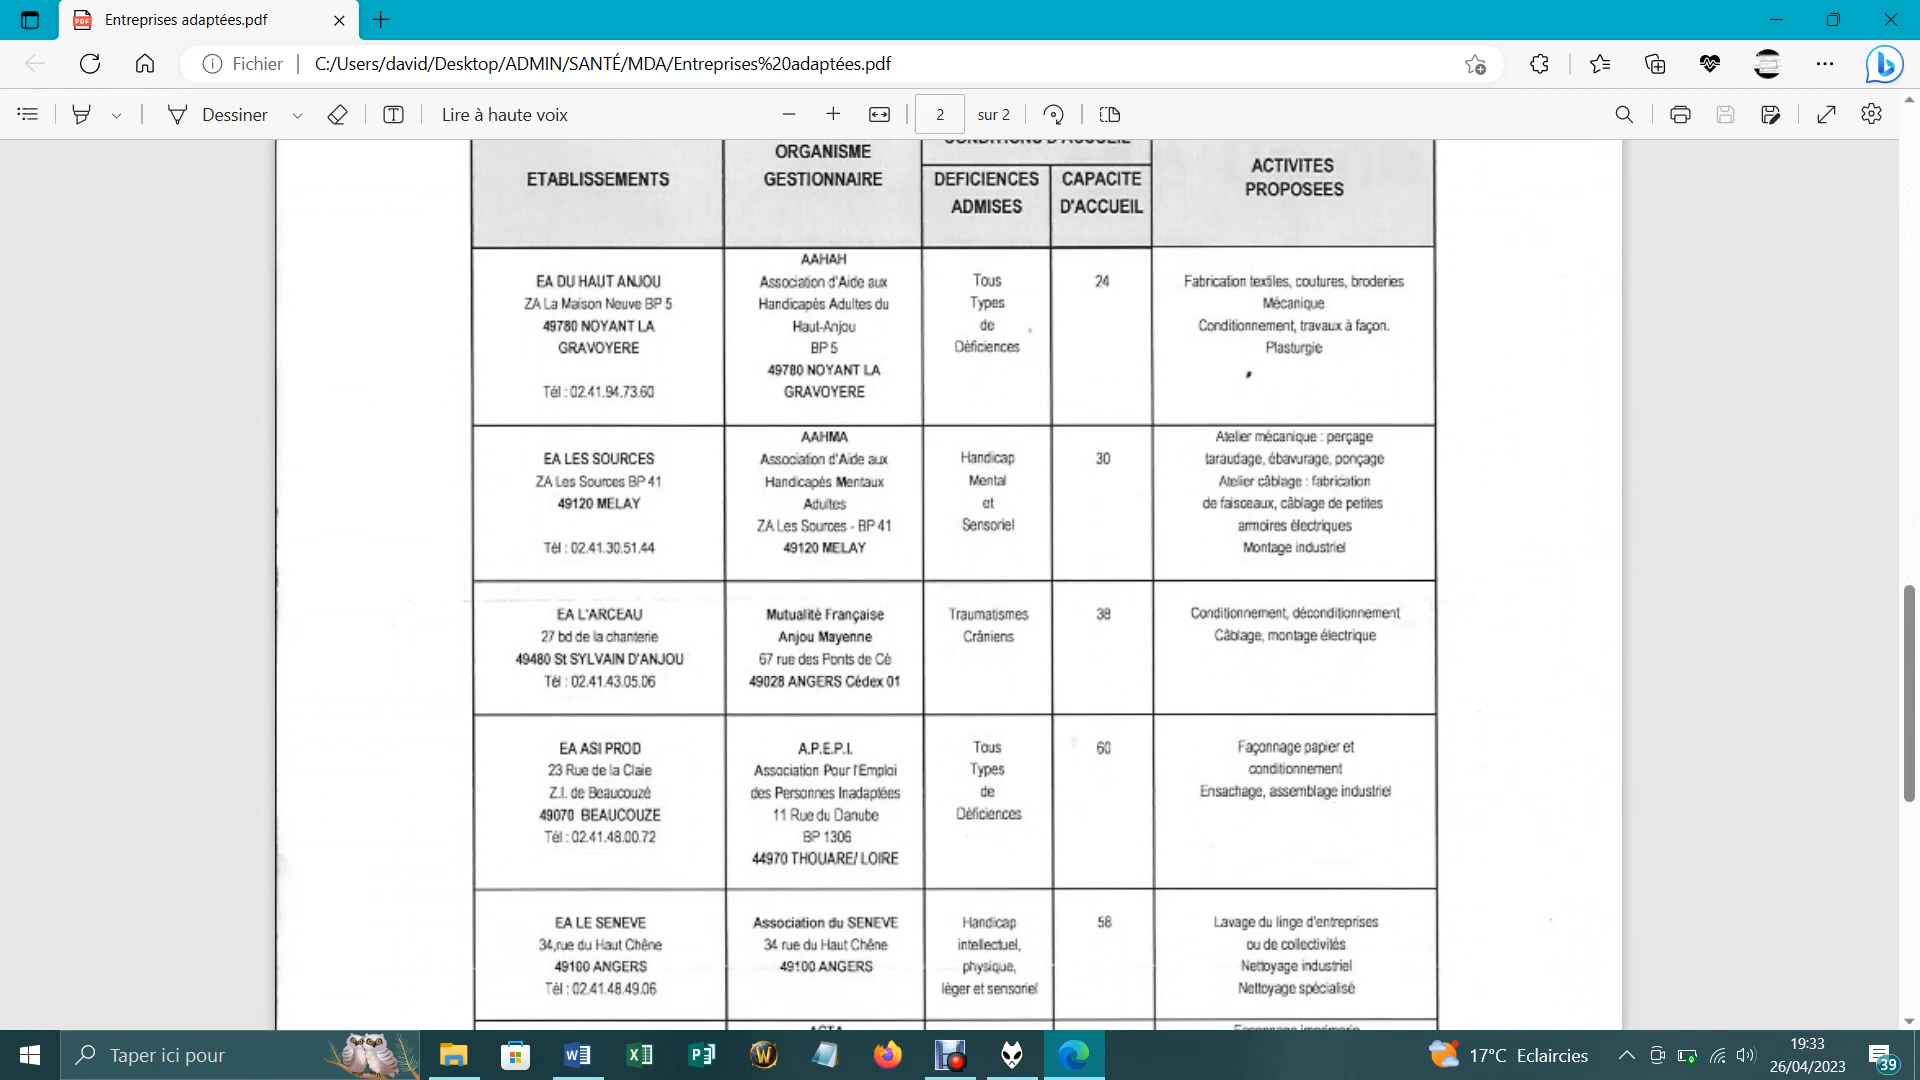 Entreprises adaptées.pdf
Fichier
C:/Users/david/Desktop/ADMIN/SANTÉ/MDA/Entreprises%20adaptées.pdf
Dessiner
Lire à haute voix
2
sur 2
ETABLISSEMENTS
ORGANISME
GESTIONNAIRE
CONDITIONS D'ACCUEIL
DEFICIENCES
ADMISES
CAPACITE
D'ACCUEIL
ACTIVITES
PROPOSEES
EA DU HAUT ANJOU
ZA La Maison Neuve BP 5
49780 NOYANT LA
GRAVOYERE
Tél : 02.41.94.73.60
AAHAH
Association d'Aide aux
Handicapés Adultes du
Haut-Anjou
BP 5
49780 NOYANT LA
GRAVOYERE
Tous
Types
de
Déficiences
24
Fabrication textiles, coutures, broderies
Mécanique
Conditionnement, travaux à façon.
Plasturgie
EA LES SOURCES
ZA Les Sources BP 41
49120 MELAY
Tél : 02.41.30.51.44
AAHMA
Association d'Aide aux
Handicapés Mentaux
Adultes
ZA Les Sources - BP 41
49120 MELAY
Handicap
Mental
et
Sensoriel
30
Atelier mécanique : perçage
taraudage, ébavurage, ponçage
Atelier câblage : fabrication
de faisceaux, câblage de petites
armoires électriques
Montage industriel
EA L'ARCEAU
27 bd de la chanterie
49480 St SYLVAIN D'ANJOU
Tél : 02.41.43.05.06
Mutualité Française
Anjou Mayenne
67 rue des Ponts de Cé
49028 ANGERS Cédex 01
Traumatismes
Crâniens
38
Conditionnement, déconditionnement
Câblage, montage électrique
EA ASI PROD
23 Rue de la Claie
Z.I. de Beaucouzé
49070 BEAUCOUZE
Tél : 02.41.48.00.72
A.P.E.P.I.
Association Pour l'Emploi
des Personnes Inadaptées
11 Rue du Danube
BP 1306
44970 THOUARE/ LOIRE
Tous
Types
de
Déficiences
60
Façonnage papier et
conditionnement
Ensachage, assemblage industriel
EA LE SENEVE
34,rue du Haut Chêne
49100 ANGERS
Tél : 02.41.48.49.06
Association du SENEVE
34 rue du Haut Chêne
49100 ANGERS
Handicap
intellectuel,
physique,
léger et sensoriel
58
Lavage du linge d'entreprises
ou de collectivités
Nettoyage industriel
Nettoyage spécialisé
ACTA
Façonnage imprimerie
Taper ici pour
17°C Eclaircies
19:33
26/04/2023
39